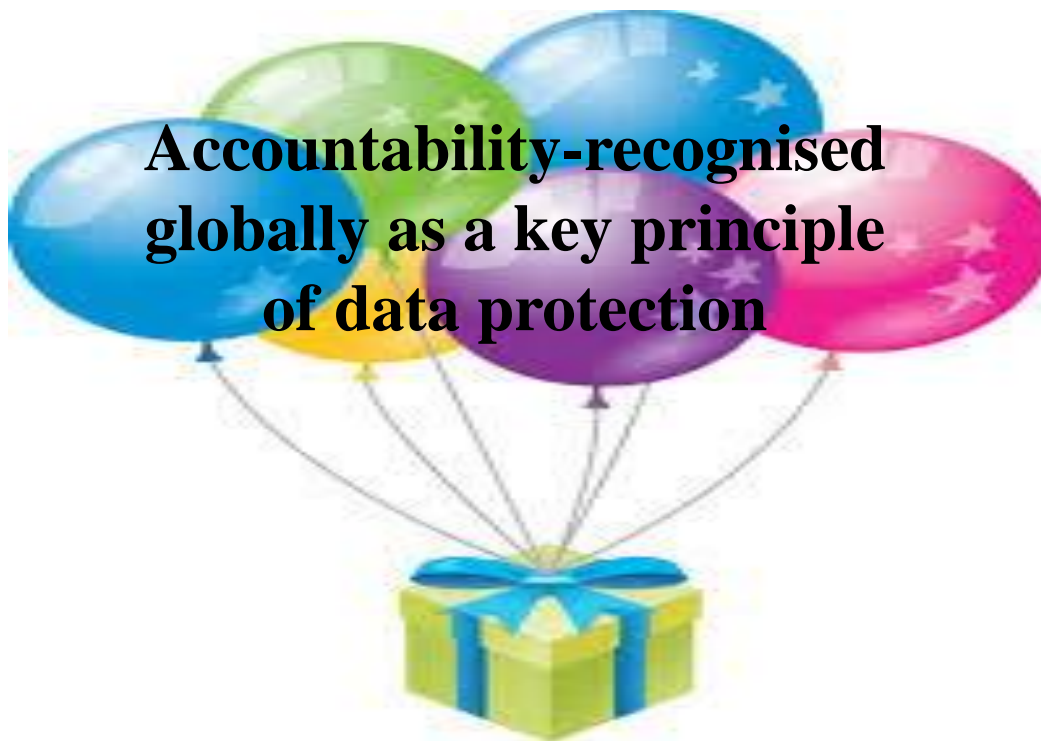 Accountability-recognised
globally as a key principle
of data protection